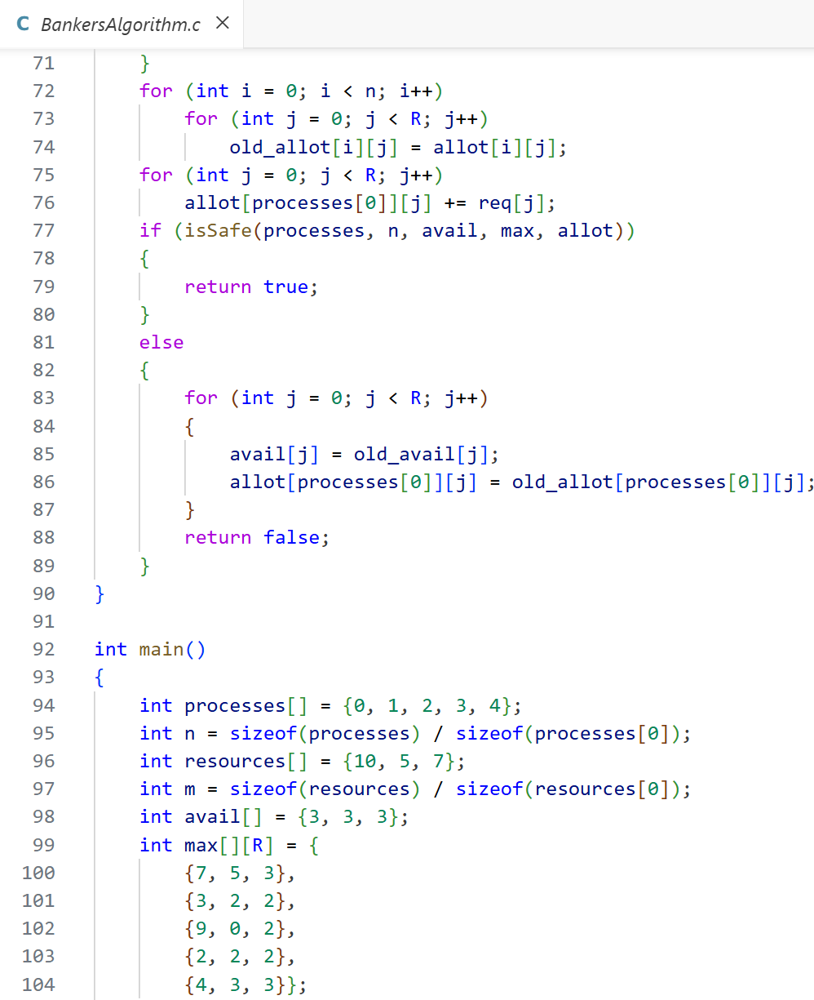 C BankersAlgorithm.c ×
71 }
72 for (int i = 0; i < n; i++)
73 for (int j = 0; j < R; j++)
74 old_allot[i][j] = allot[i][j];
75 for (int j = 0; j < R; j++)
76 allot[processes[0]][j] += req[j];
77 if (isSafe(processes, n, avail, max, allot))
78 {
79 return true;
80 }
81 else
82 {
83 for (int j = 0; j < R; j++)
84 {
85 avail[j] = old_avail[j];
86 allot[processes[0]][j] = old_allot[processes[0]][j];
87 }
88 return false;
89 }
90 }
91
92 int main()
93 {
94 int processes[] = {0, 1, 2, 3, 4};
95 int n = sizeof(processes) / sizeof(processes[0]);
96 int resources[] = {10, 5, 7};
97 int m = sizeof(resources) / sizeof(resources[0]);
98 int avail[] = {3, 3, 3};
99 int max[][R] = {
100 {7, 5, 3},
101 {3, 2, 2},
102 {9, 0, 2},
103 {2, 2, 2},
104 {4, 3, 3}};